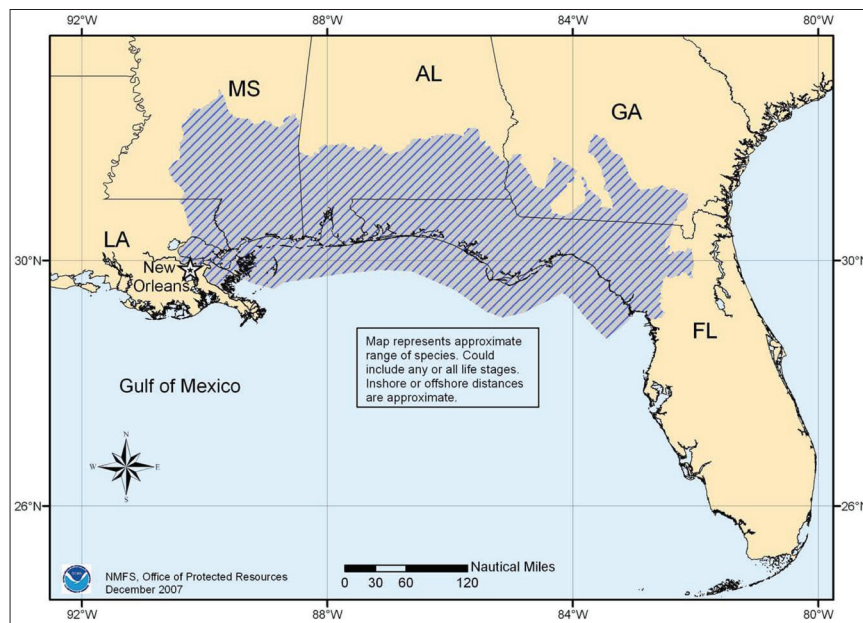 92°W 88°W 84°W 80°W
MS
AL
GA
LA
30°N 30°N
New
Orleans
FL
Map represents approximate
range of species. Could
include any or all life stages.
Inshore or offshore distances
are approximate.
Gulf of Mexico
N
W E
S
26°N 26°N
Nautical Miles
0 30 60 120
NMFS, Office of Protected Resources
December 2007
92°W 88°W 84°W 80°W